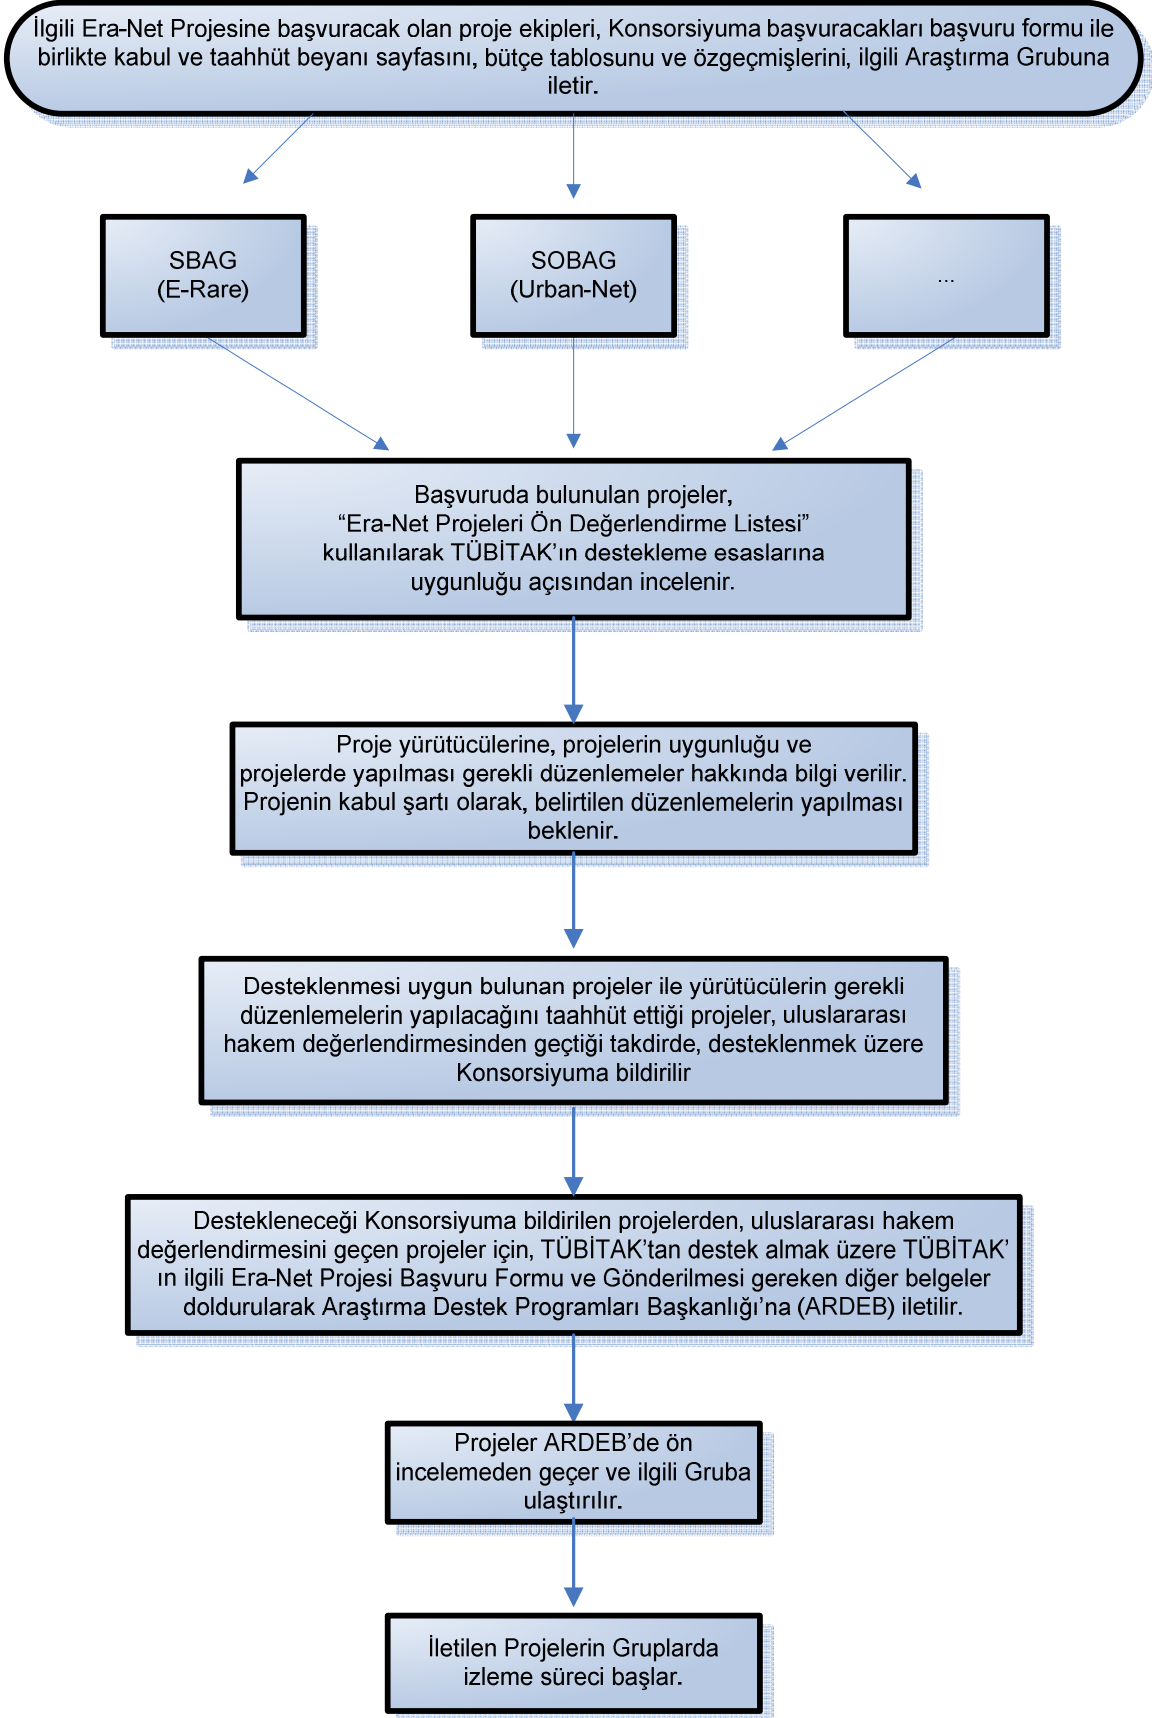 İlgili Era-Net Projesine başvuracak olan proje ekipleri, Konsorsiyuma başvuracakları başvuru formu ile
birlikte kabul ve taahhüt beyanı sayfasını, bütçe tablosunu ve özgeçmişlerini, ilgili Araştırma Grubuna
iletir.
SBAG
(E-Rare)
SOBAG
(Urban-Net)
...
Başvuruda bulunulan projeler,
“Era-Net Projeleri Ön Değerlendirme Listesi”
kullanılarak TÜBİTAK’ın destekleme esaslarına
uygunluğu açısından incelenir.
Proje yürütücülerine, projelerin uygunluğu ve
projelerde yapılması gerekli düzenlemeler hakkında bilgi verilir.
Projenin kabul şartı olarak, belirtilen düzenlemelerin yapılması
beklenir.
Desteklenmesi uygun bulunan projeler ile yürütücülerin gerekli
düzenlemelerin yapılacağını taahhüt ettiği projeler, uluslararası
hakem değerlendirmesinden geçtiği takdirde, desteklenmek üzere
Konsorsiyuma bildirilir
Destekleneceği Konsorsiyuma bildirilen projelerden, uluslararası hakem
değerlendirmesini geçen projeler için, TÜBİTAK’tan destek almak üzere TÜBİTAK’
ın ilgili Era-Net Projesi Başvuru Formu ve Gönderilmesi gereken diğer belgeler
doldurularak Araştırma Destek Programları Başkanlığı’na (ARDEB) iletilir.
Projeler ARDEB’de ön
incelemeden geçer ve ilgili Gruba
ulaştırılır.
İletilen Projelerin Gruplarda
izleme süreci başlar.